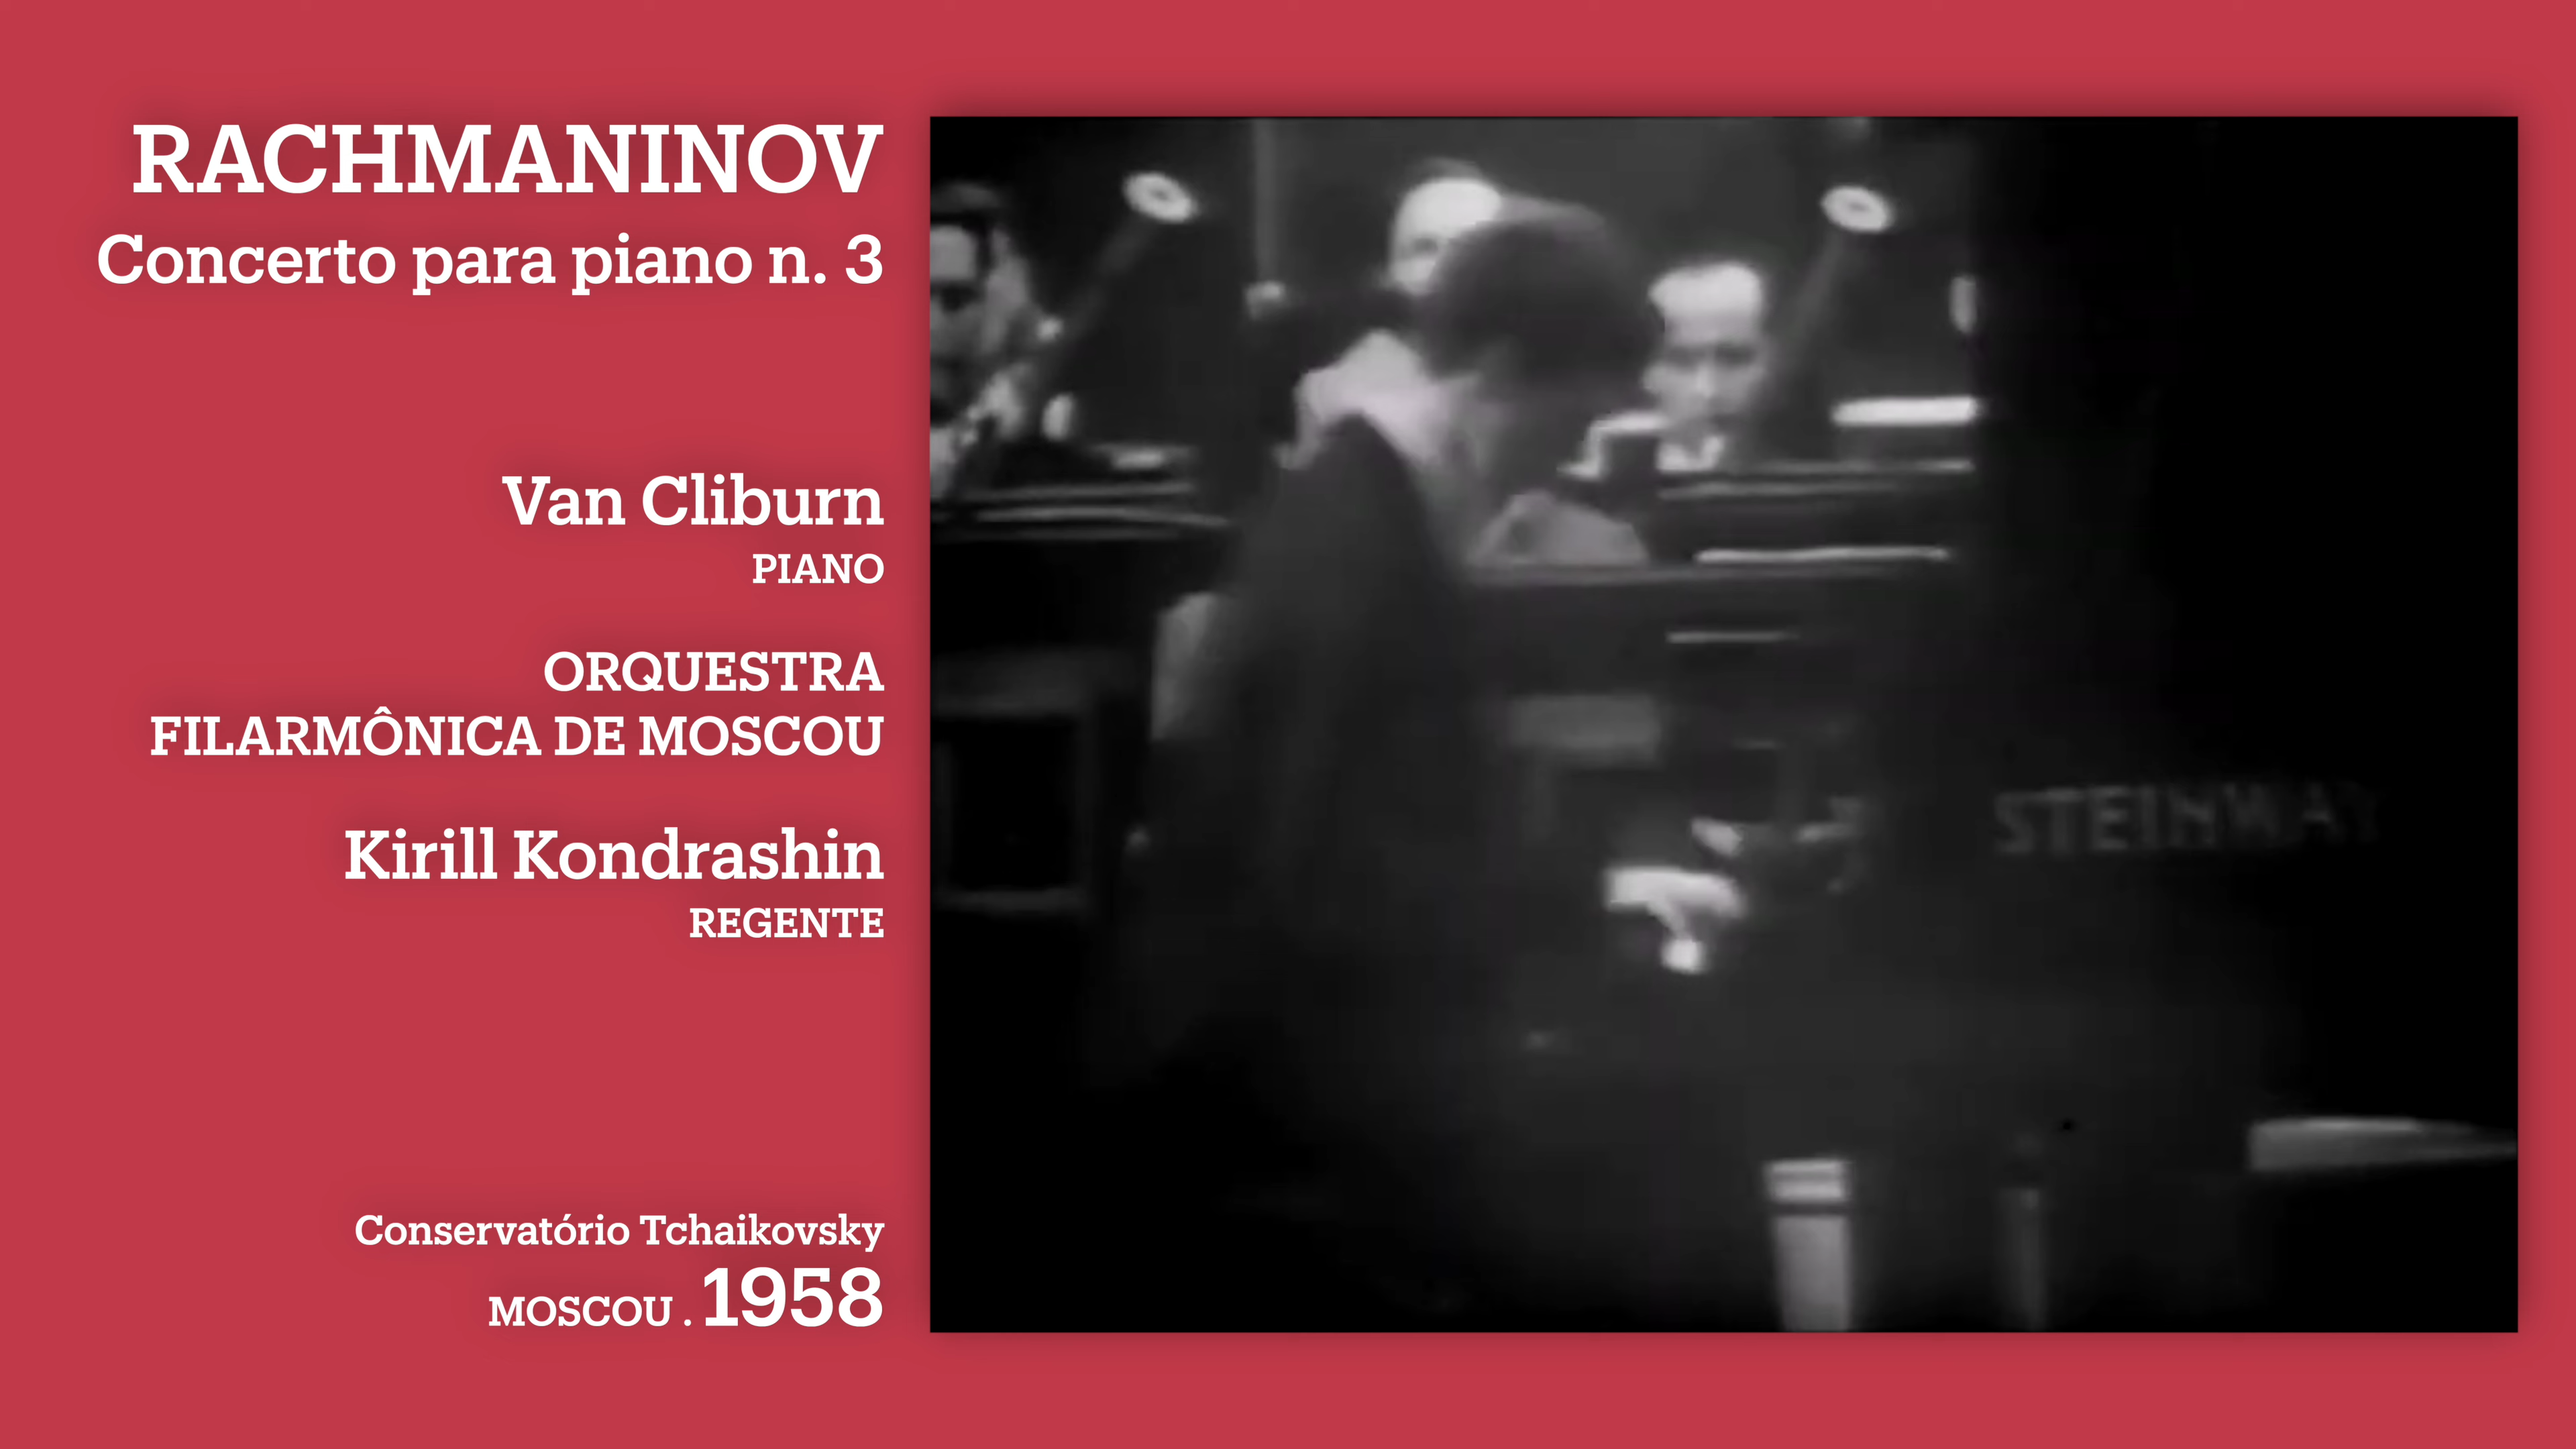 RACHMANINOV
Concerto para piano n. 3
Van Cliburn
PIANO
ORQUESTRA
FILARMÔNICA DE MOSCOU
Kirill Kondrashin
REGENTE
Conservatório Tchaikovsky
MOSCOU . 1958
STEINWAY